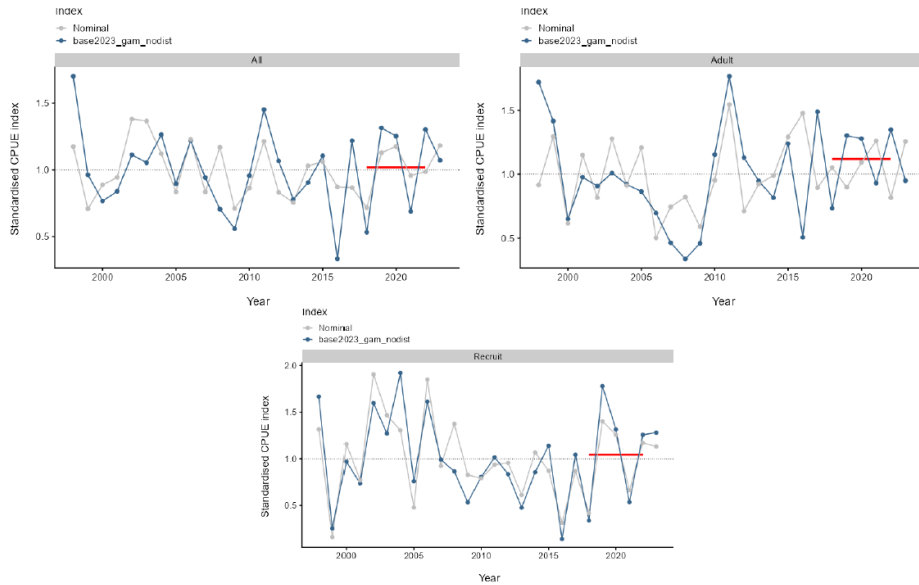 Index
Nominal
base2023_gam_nodist
All
Standardised CPUE index
1.5
1.0
0.5
2000
2005
2010
2015
2020
Year
Index
Nominal
base2023_gam_nodist
Adult
Standardised CPUE index
1.5
1.0
0.5
2000
2005
2010
2015
2020
Year
Index
Nominal
base2023_gam_nodist
Recruit
Standardised CPUE index
2.0
1.5
1.0
0.5
2000
2005
2010
2015
2020
Year